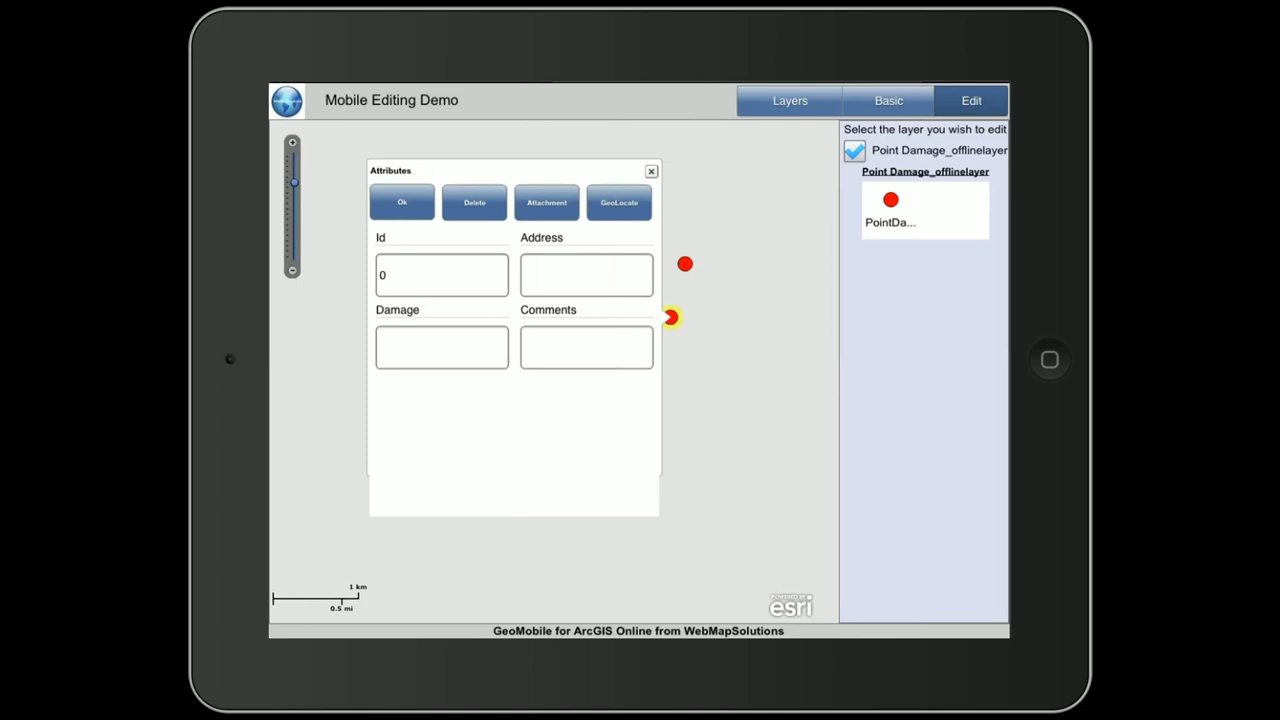 Mobile Editing Demo
Layers
Basic
Edit
Select the layer you wish to edit
Point Damage_offlinelayer
Point Damage_offlinelayer
PointDa...
Attributes
Ok
Delete
Attachment
GeoLocate
Id
Address
0
Damage
Comments
1 km
0.5 mi
POWERED BY
esri
GeoMobile for ArcGIS Online from WebMapSolutions